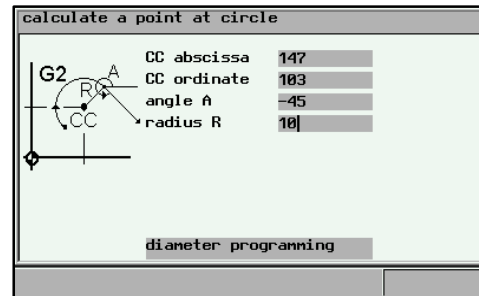 calculate a point at circle
CC abscissa 147
CC ordinate 103
angle A -45
radius R 10
G2
A
R
CC
diameter programming